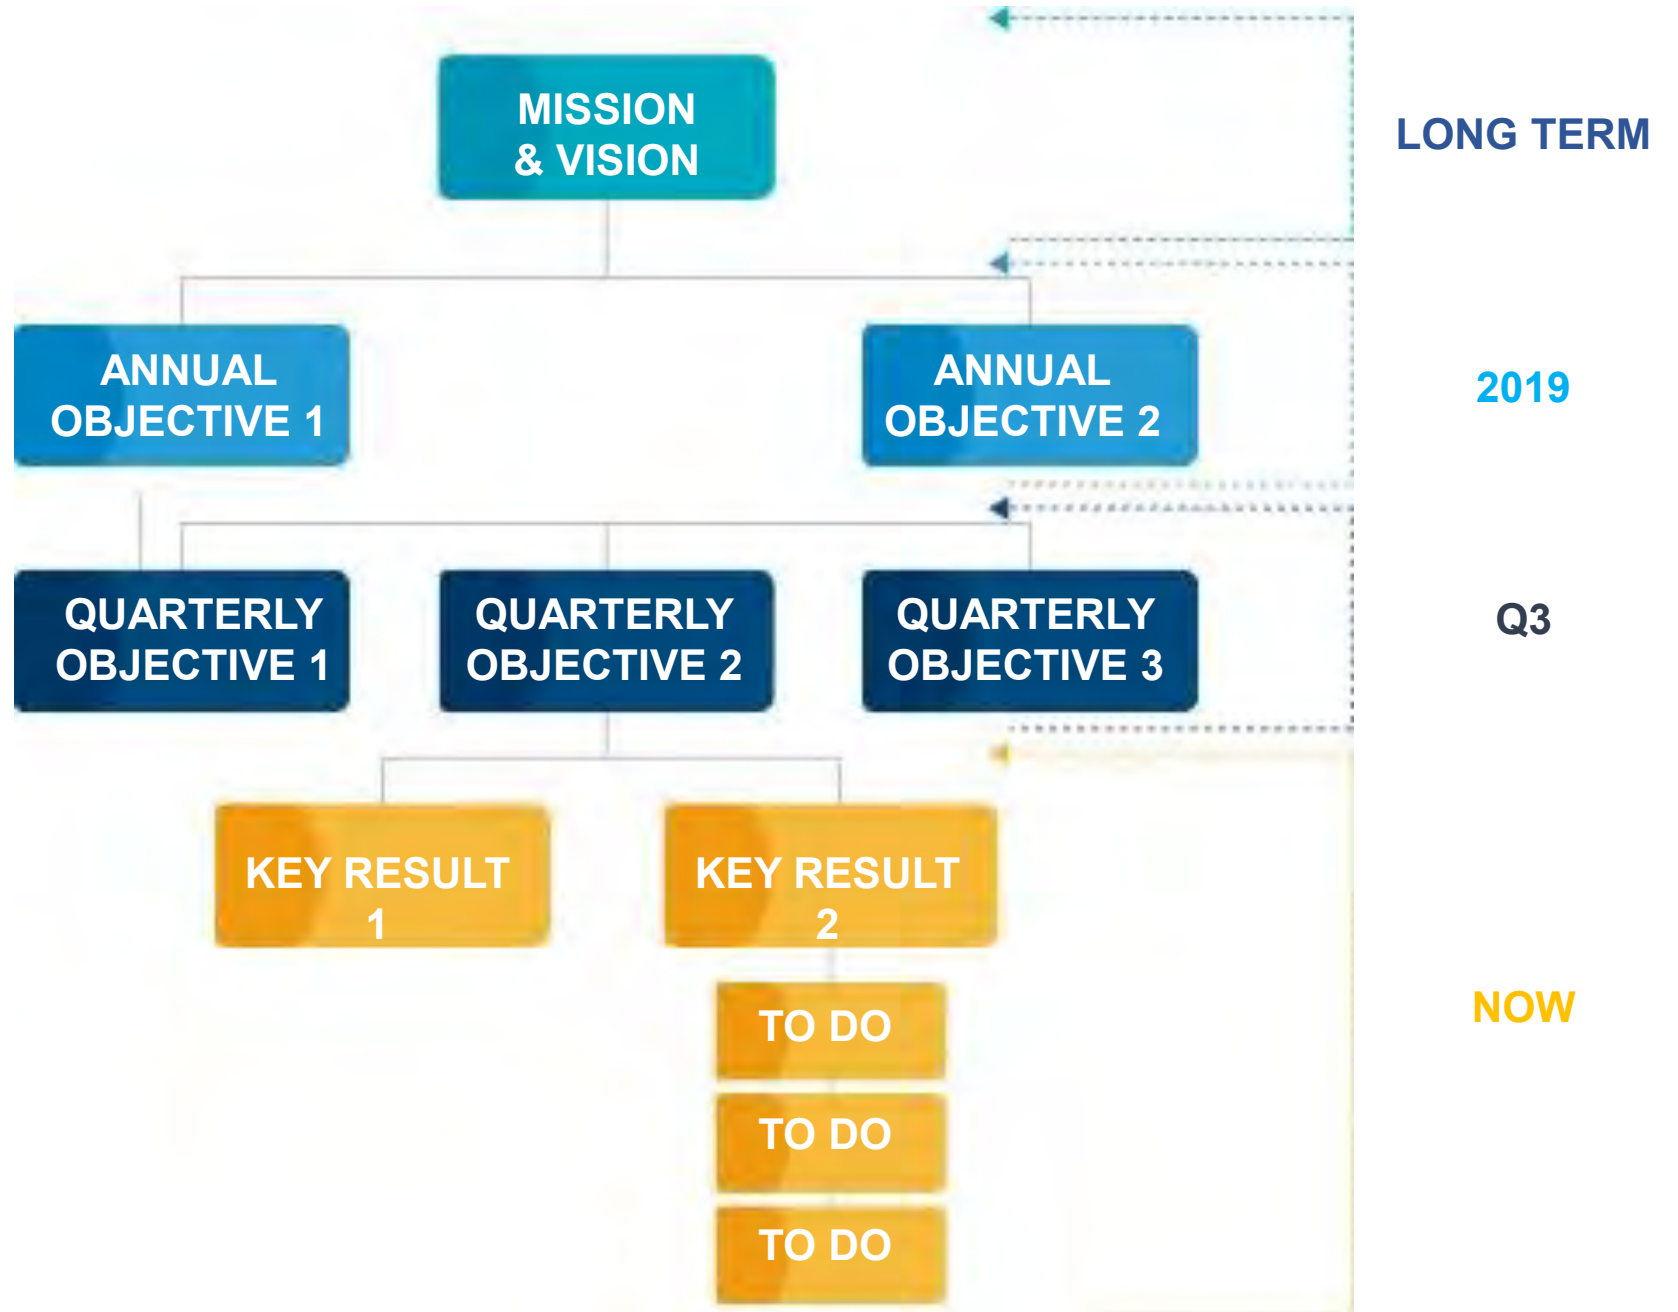 MISSION
& VISION
LONG TERM
ANNUAL
OBJECTIVE 1
ANNUAL
OBJECTIVE 2
2019
QUARTERLY
OBJECTIVE 1
QUARTERLY
OBJECTIVE 2
QUARTERLY
OBJECTIVE 3
Q3
KEY RESULT
1
KEY RESULT
2
TO DO
NOW
TO DO
TO DO